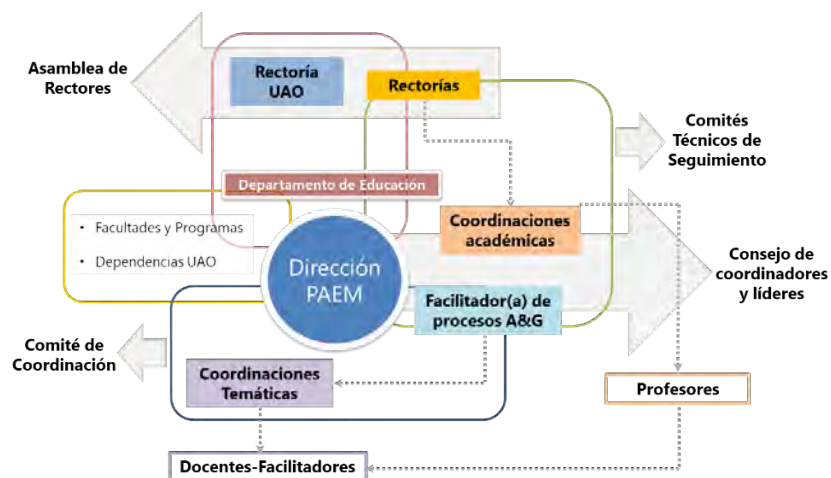 Asamblea de
Rectores
Rectoría
UAO
Rectorías
Comités
Técnicos de
Seguimiento
Departamento de Educación
• Facultades y Programas
• Dependencias UAO
Coordinaciones
académicas
Dirección
PAEM
Consejo de
coordinadores
y líderes
Facilitador(a) de
procesos A&G
Comité de
Coordinación
Coordinaciones
Temáticas
Profesores
Docentes-Facilitadores